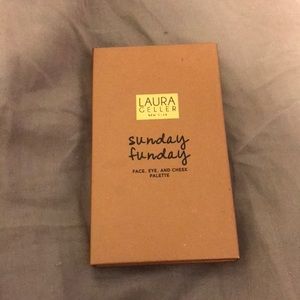 LAURA
GELLER
NEW YORK
sunday
funday
FACE, EYE, AND CHEEK
PALETTE